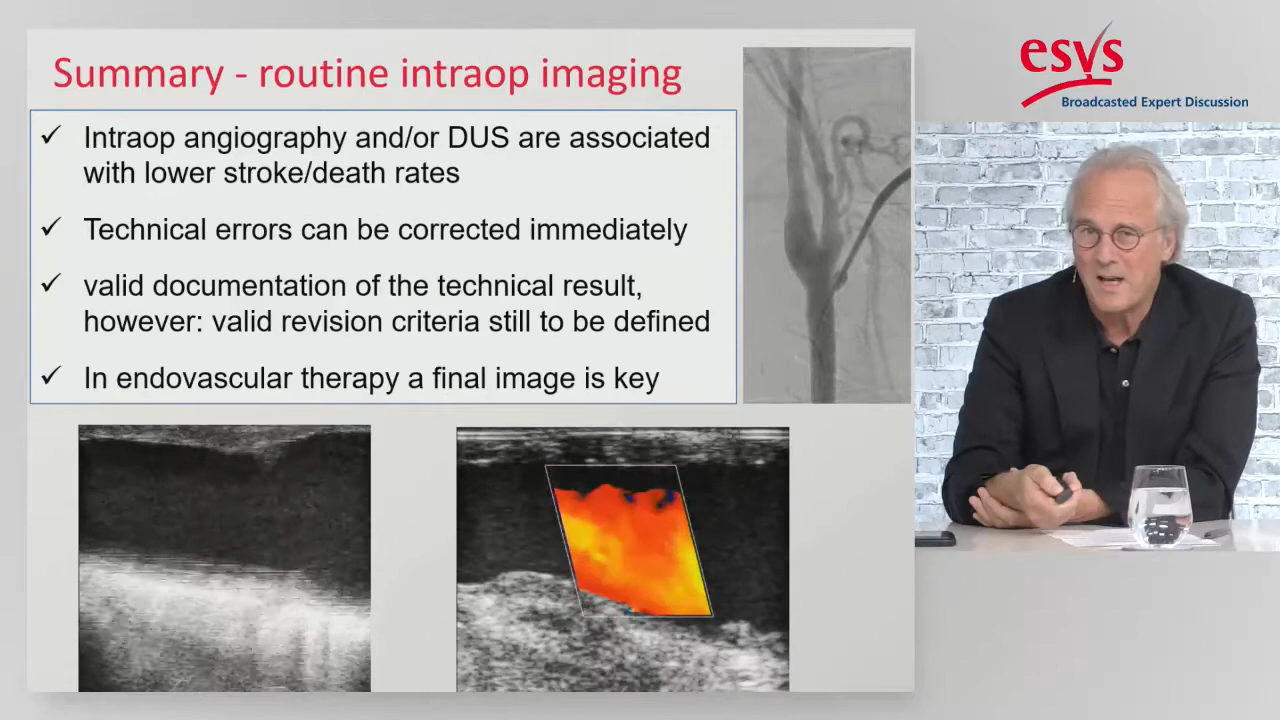 Summary - routine intraop imaging
Intraop angiography and/or DUS are associated
with lower stroke/death rates
Technical errors can be corrected immediately
valid documentation of the technical result,
however: valid revision criteria still to be defined
In endovascular therapy a final image is key
esvs
Broadcasted Expert Discussion